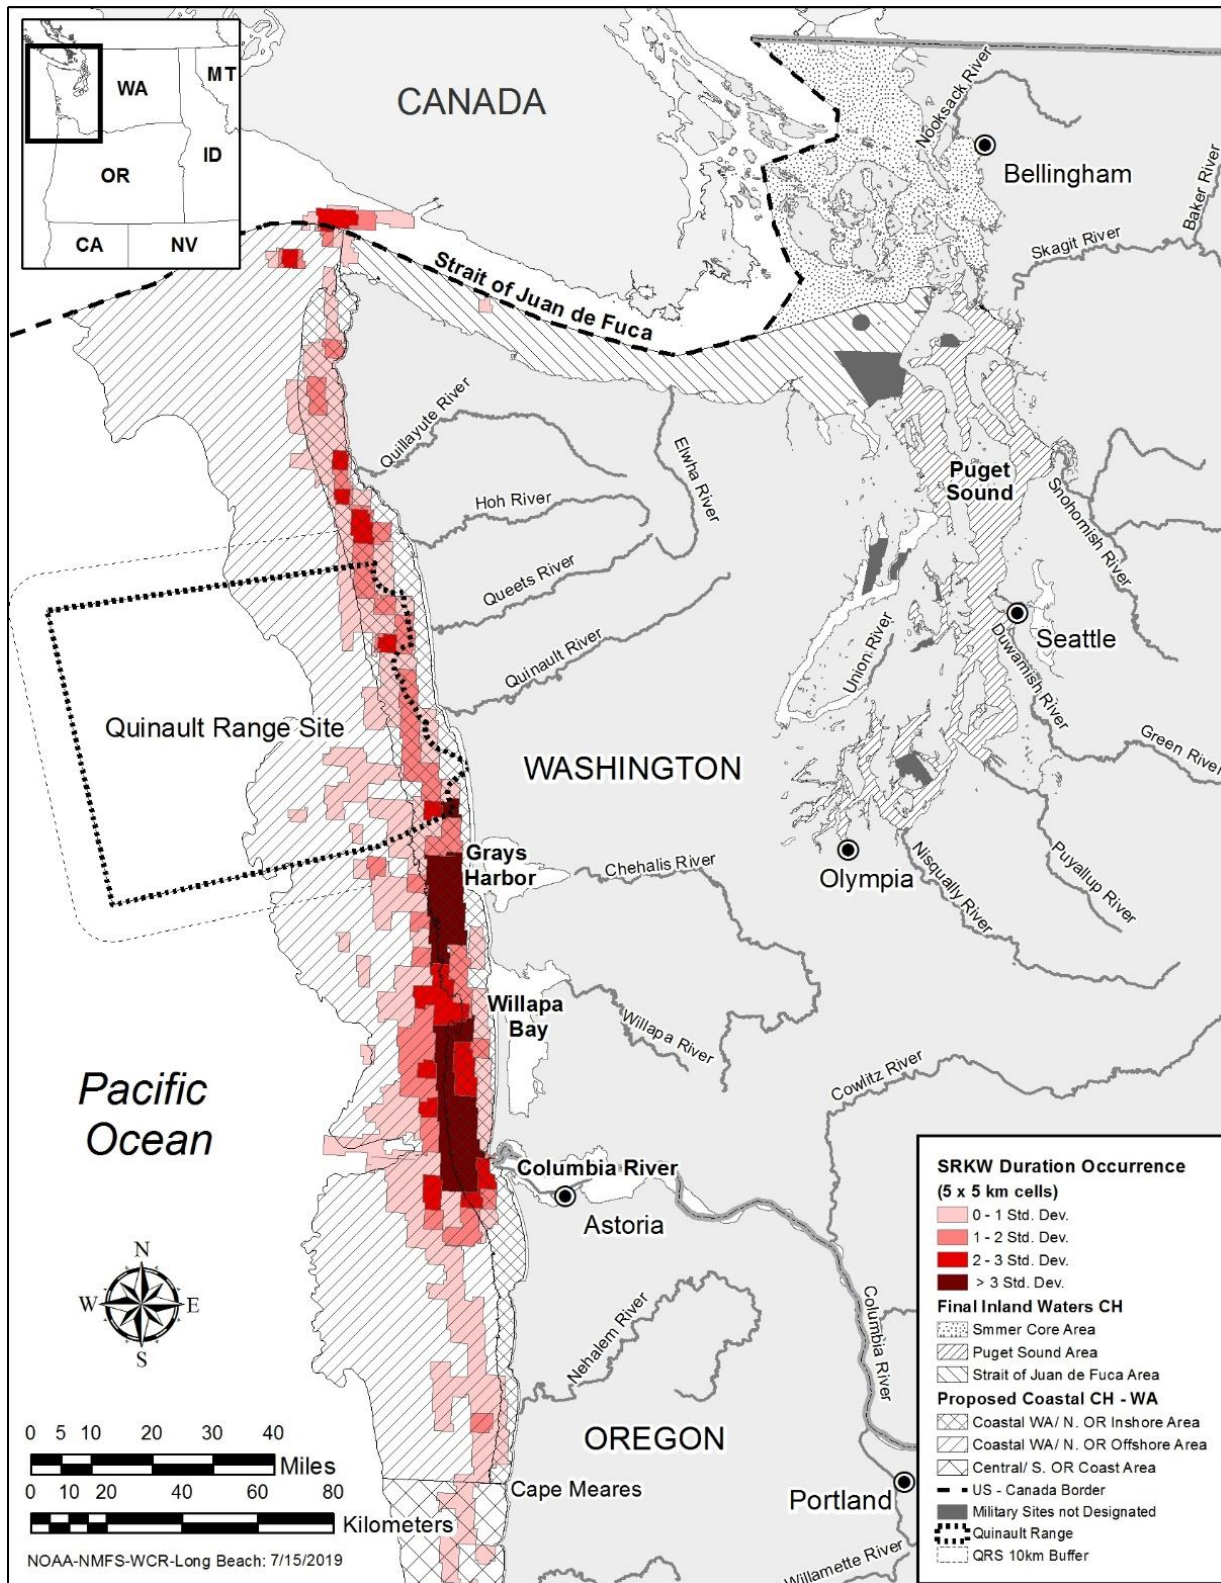 WA
MT
OR
ID
CA
NV
CANADA
Nooksack River
Bellingham
Baker River
Skagit River
Strait of Juan de Fuca
Quillayute River
Elwha River
Hoh River
Puget
Sound
Snohomish River
Queets River
Quinault River
Union River
Seattle
Duwamish River
Quinault Range Site
Green River
WASHINGTON
Grays
Harbor
Chehalis River
Olympia
Nisqually River
Puyallup River
Willapa
Bay
Willapa River
Cowlitz River
Pacific
Ocean
Columbia River
Astoria
N
W
E
S
Columbia River
Nehalem River
OREGON
Cape Meares
Portland
Willamette River
0 5 10 20 30 40
Miles
0 10 20 40 60 80
Kilometers
NOAA-NMFS-WCR-Long Beach: 7/15/2019
SRKW Duration Occurrence
(5 x 5 km cells)
0 - 1 Std. Dev.
1 - 2 Std. Dev.
2 - 3 Std. Dev.
> 3 Std. Dev.
Final Inland Waters CH
Smmer Core Area
Puget Sound Area
Strait of Juan de Fuca Area
Proposed Coastal CH - WA
Coastal WA/ N. OR Inshore Area
Coastal WA/ N. OR Offshore Area
Central/ S. OR Coast Area
US - Canada Border
Military Sites not Designated
Quinault Range
QRS 10km Buffer